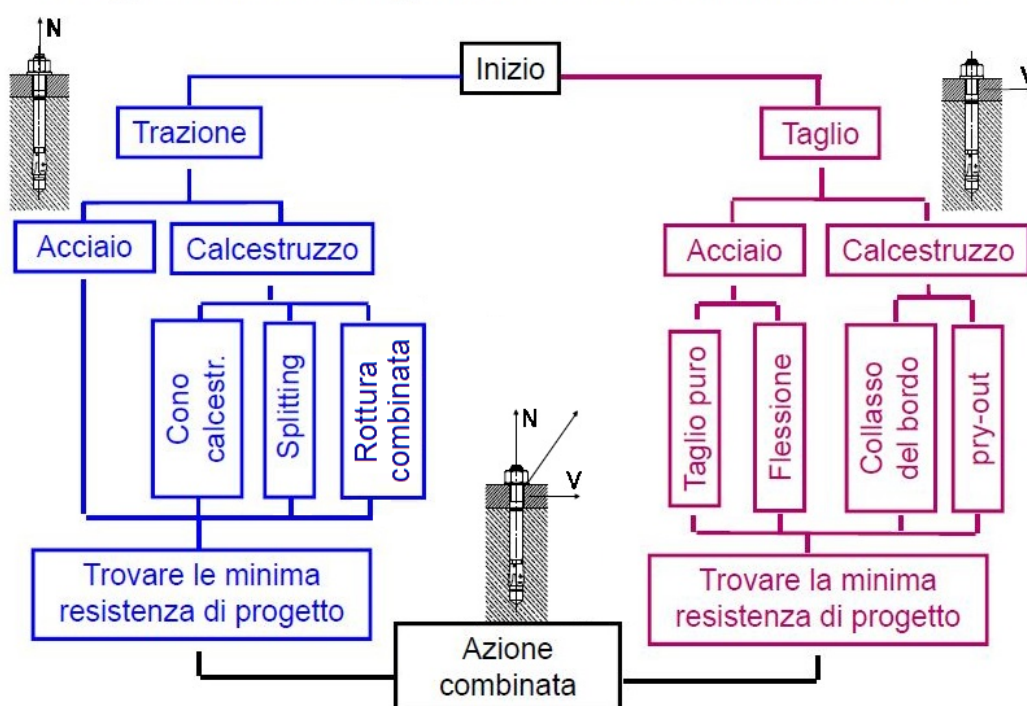 N
Inizio
V
Trazione
Taglio
Acciaio
Calcestruzzo
Acciaio
Calcestruzzo
Cono
calcestr.
Splitting
Rottura
combinata
Taglio puro
Flessione
Collasso
del bordo
pry-out
N
V
Trovare le minima
resistenza di progetto
Trovare la minima
resistenza di progetto
Azione
combinata